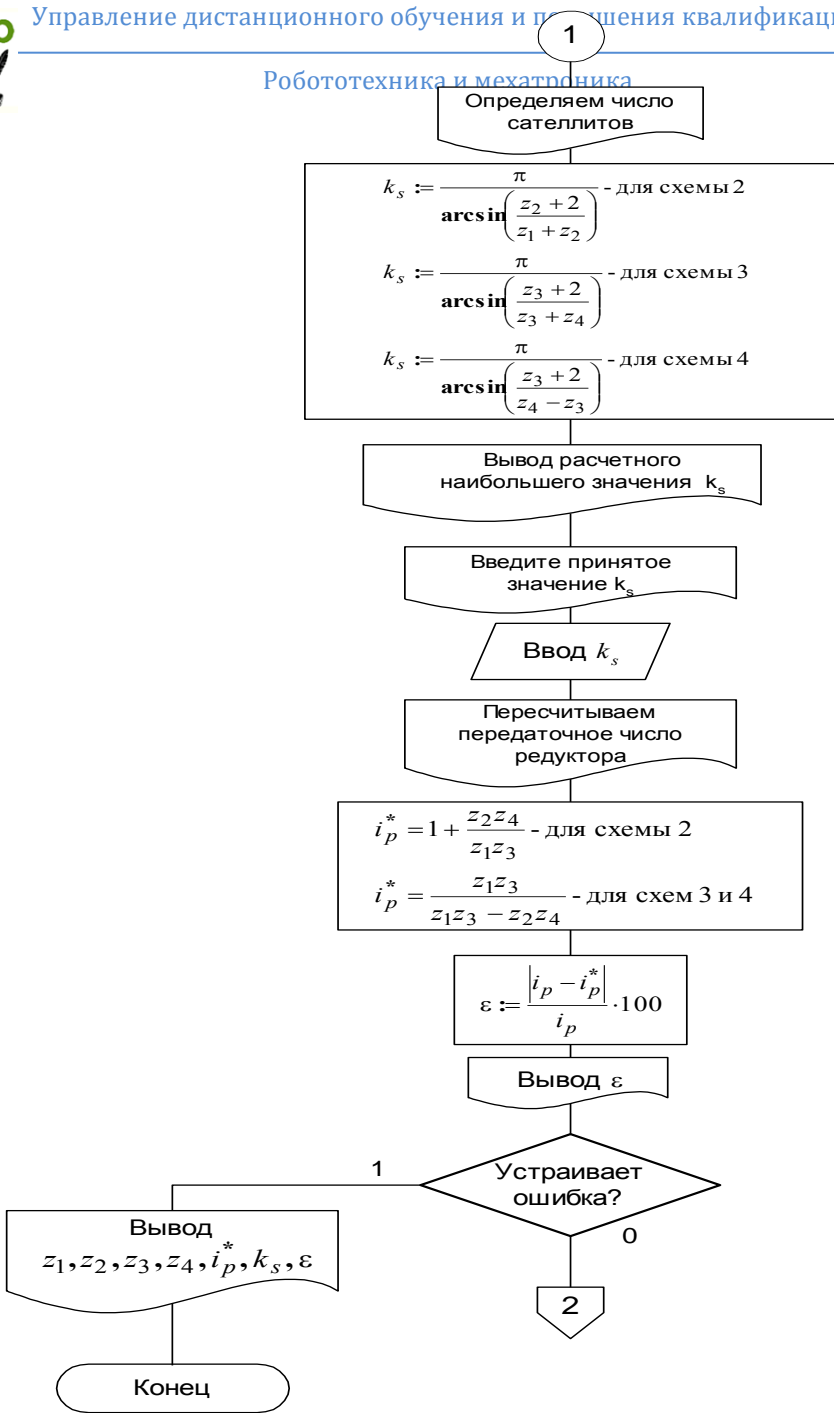 Управление дистанционного обучения и
1
Робототехника и мехатроника
Определяем число
сателлитов
k_s := π / arcsin((z_2 + 2) / (z_1 + z_2)) - для схемы 2
k_s := π / arcsin((z_3 + 2) / (z_3 + z_4)) - для схемы 3
k_s := π / arcsin((z_3 + 2) / (z_4 − z_3)) - для схемы 4
Вывод расчетного
наибольшего значения k_s
Введите принятое
значение k_s
Ввод k_s
Пересчитываем
передаточное число
редуктора
i_p^* = 1 + z_2 z_4 / (z_1 z_3) - для схемы 2
i_p^* = z_1 z_3 / (z_1 z_3 − z_2 z_4) - для схем 3 и 4
ε := |i_p − i_p^*| / i_p · 100
Вывод ε
1
Устраивает
ошибка?
0
Вывод
z_1, z_2, z_3, z_4, i_p^*, k_s, ε
2
Конец